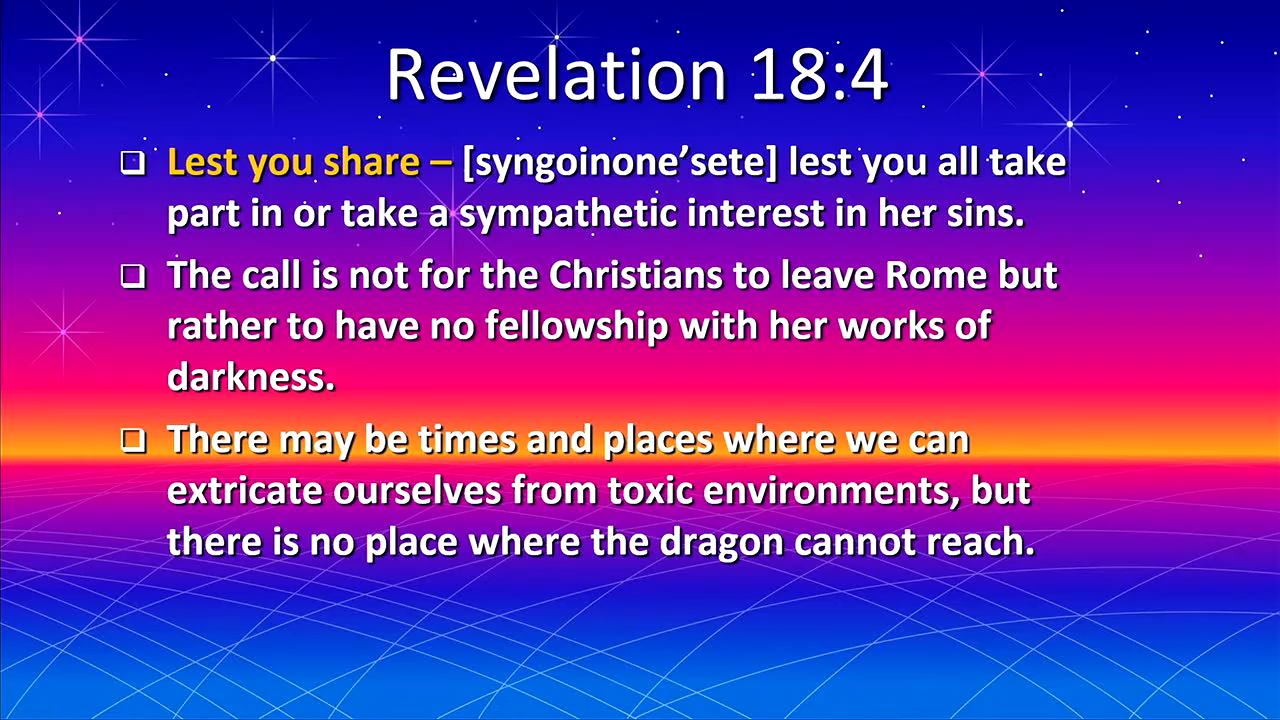 Revelation 18:4
❑ Lest you share – [syngoinone’sete] lest you all take
part in or take a sympathetic interest in her sins.
❑ The call is not for the Christians to leave Rome but
rather to have no fellowship with her works of
darkness.
❑ There may be times and places where we can
extricate ourselves from toxic environments, but
there is no place where the dragon cannot reach.